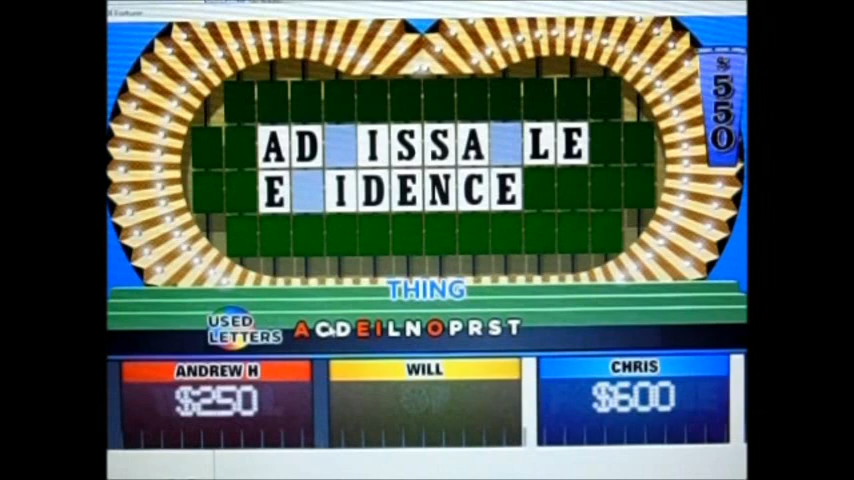 $550
AD ISSA LE
E IDENCE
THING
USED
LETTERS
ACDEILNOPRST
ANDREW H
WILL
CHRIS
$250
$600